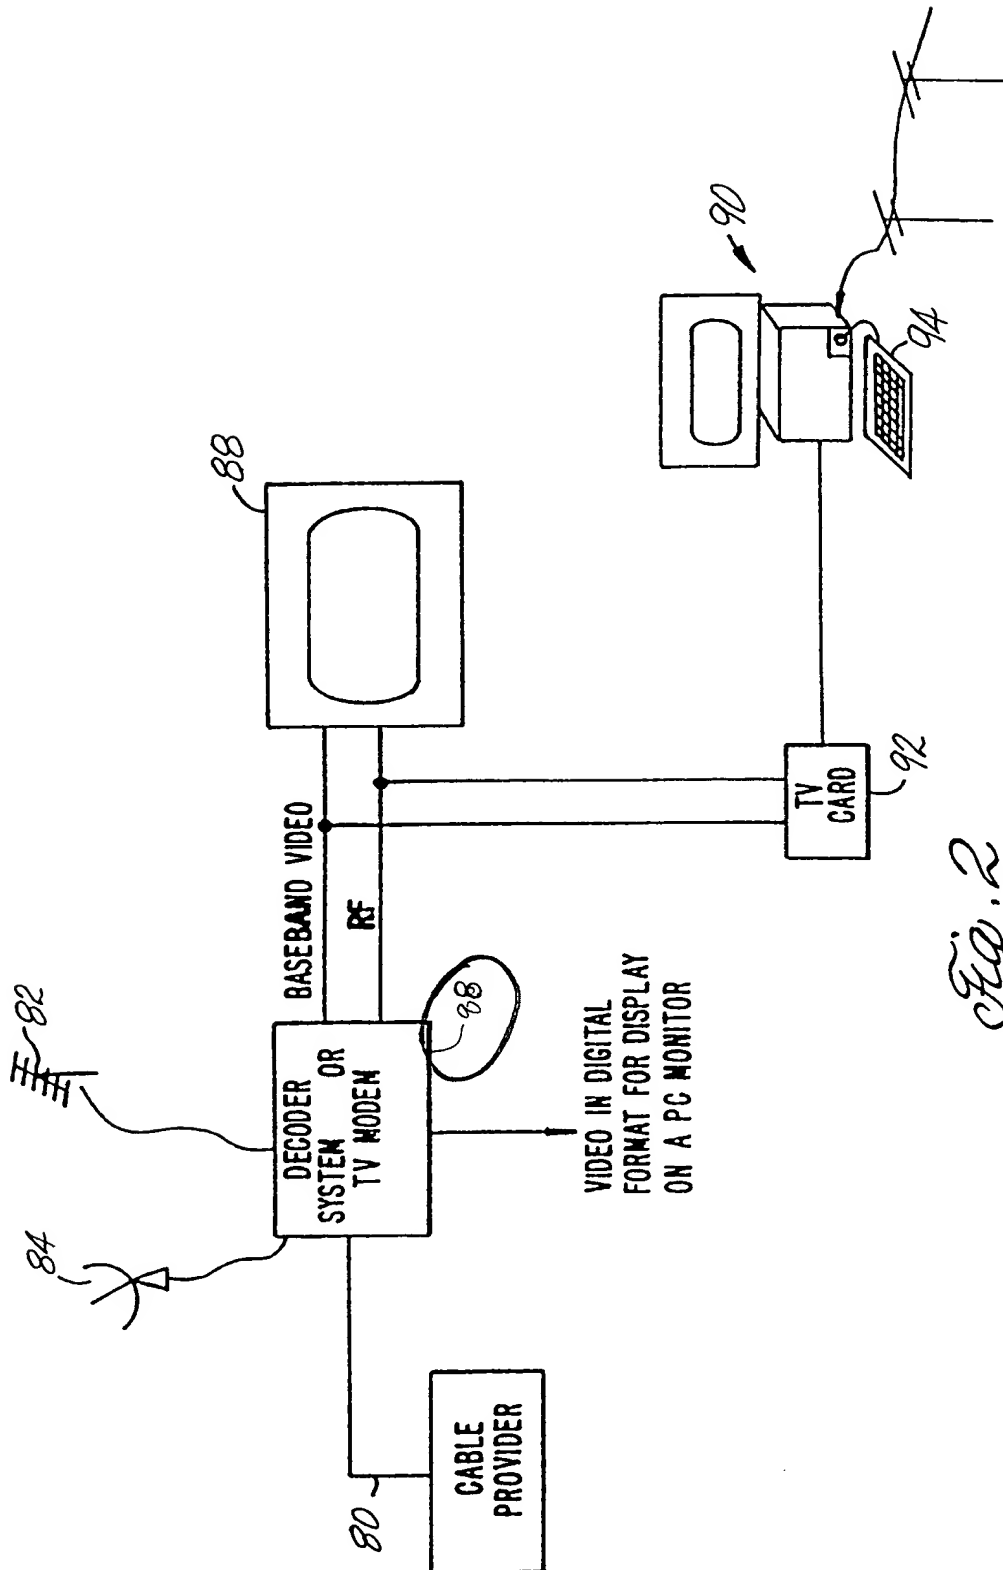 84
82
88
90
BASEBAND VIDEO
RF
DECODER
SYSTEM OR
TV MODEM
88
80
CABLE
PROVIDER
VIDEO IN DIGITAL
FORMAT FOR DISPLAY
ON A PC MONITOR
TV
CARD
92
94
Fig. 2